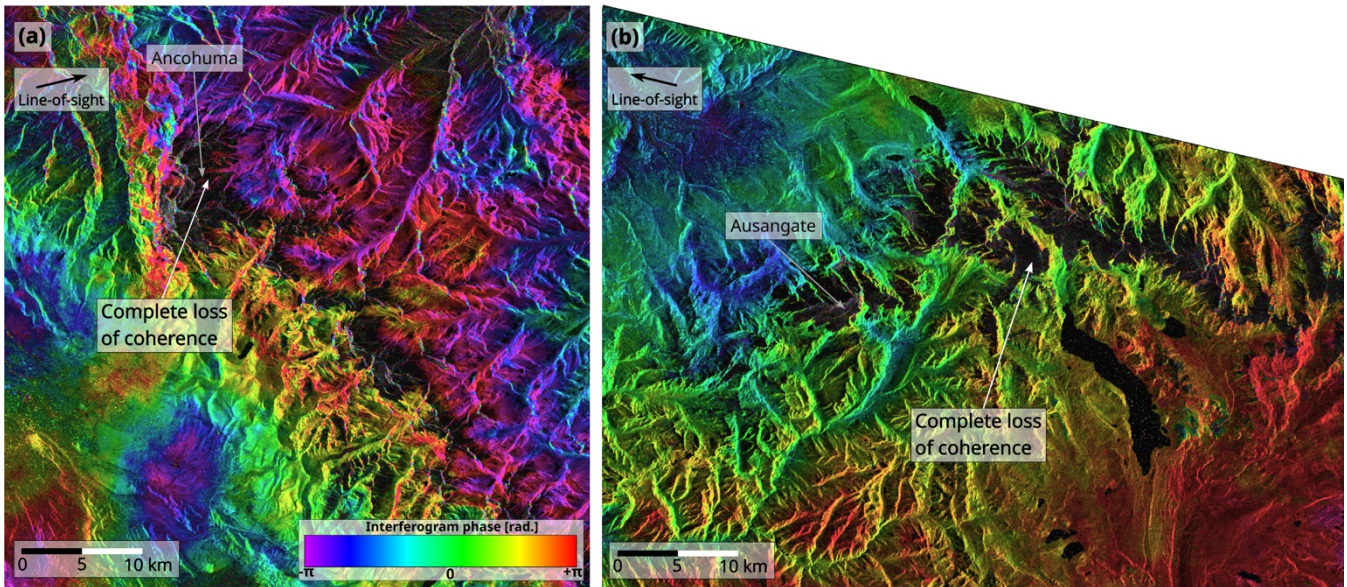 (a)
Ancohuma
Line-of-sight
Complete loss
of coherence
Interferogram phase [rad.]
-π 0 +π
0 5 10 km
(b)
Line-of-sight
Ausangate
Complete loss
of coherence
0 5 10 km